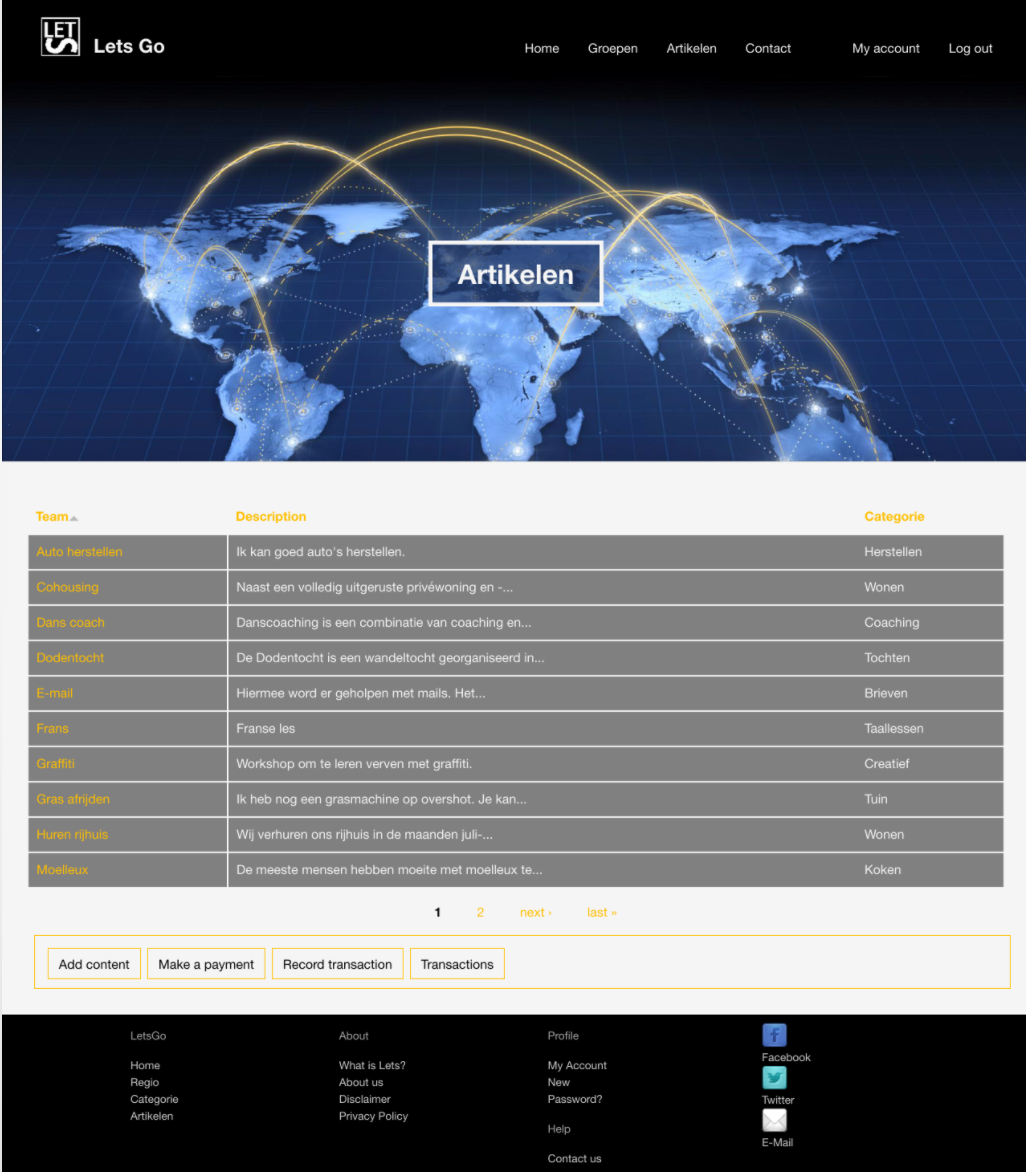 LETS
Lets Go
Home Groepen Artikelen Contact My account Log out
Artikelen
Team Description Categorie
Auto herstellen Ik kan goed auto's herstellen. Herstellen
Cohousing Naast een volledig uitgeruste privéwoning en -... Wonen
Dans coach Danscoaching is een combinatie van coaching en... Coaching
Dodentocht De Dodentocht is een wandeltocht georganiseerd in... Tochten
E-mail Hiermee word er geholpen met mails. Het... Brieven
Frans Franse les Taallessen
Graffiti Workshop om te leren verven met graffiti. Creatief
Gras afrijden Ik heb nog een grasmachine op overshot. Je kan... Tuin
Huren rijhuis Wij verhuren ons rijhuis in de maanden juli-... Wonen
Moelleux De meeste mensen hebben moeite met moelleux te... Koken
1 2 next › last »
Add content Make a payment Record transaction Transactions
LetsGo
Home
Regio
Categorie
Artikelen
About
What is Lets?
About us
Disclaimer
Privacy Policy
Profile
My Account
New
Password?
Help
Contact us
Facebook
Twitter
E-Mail